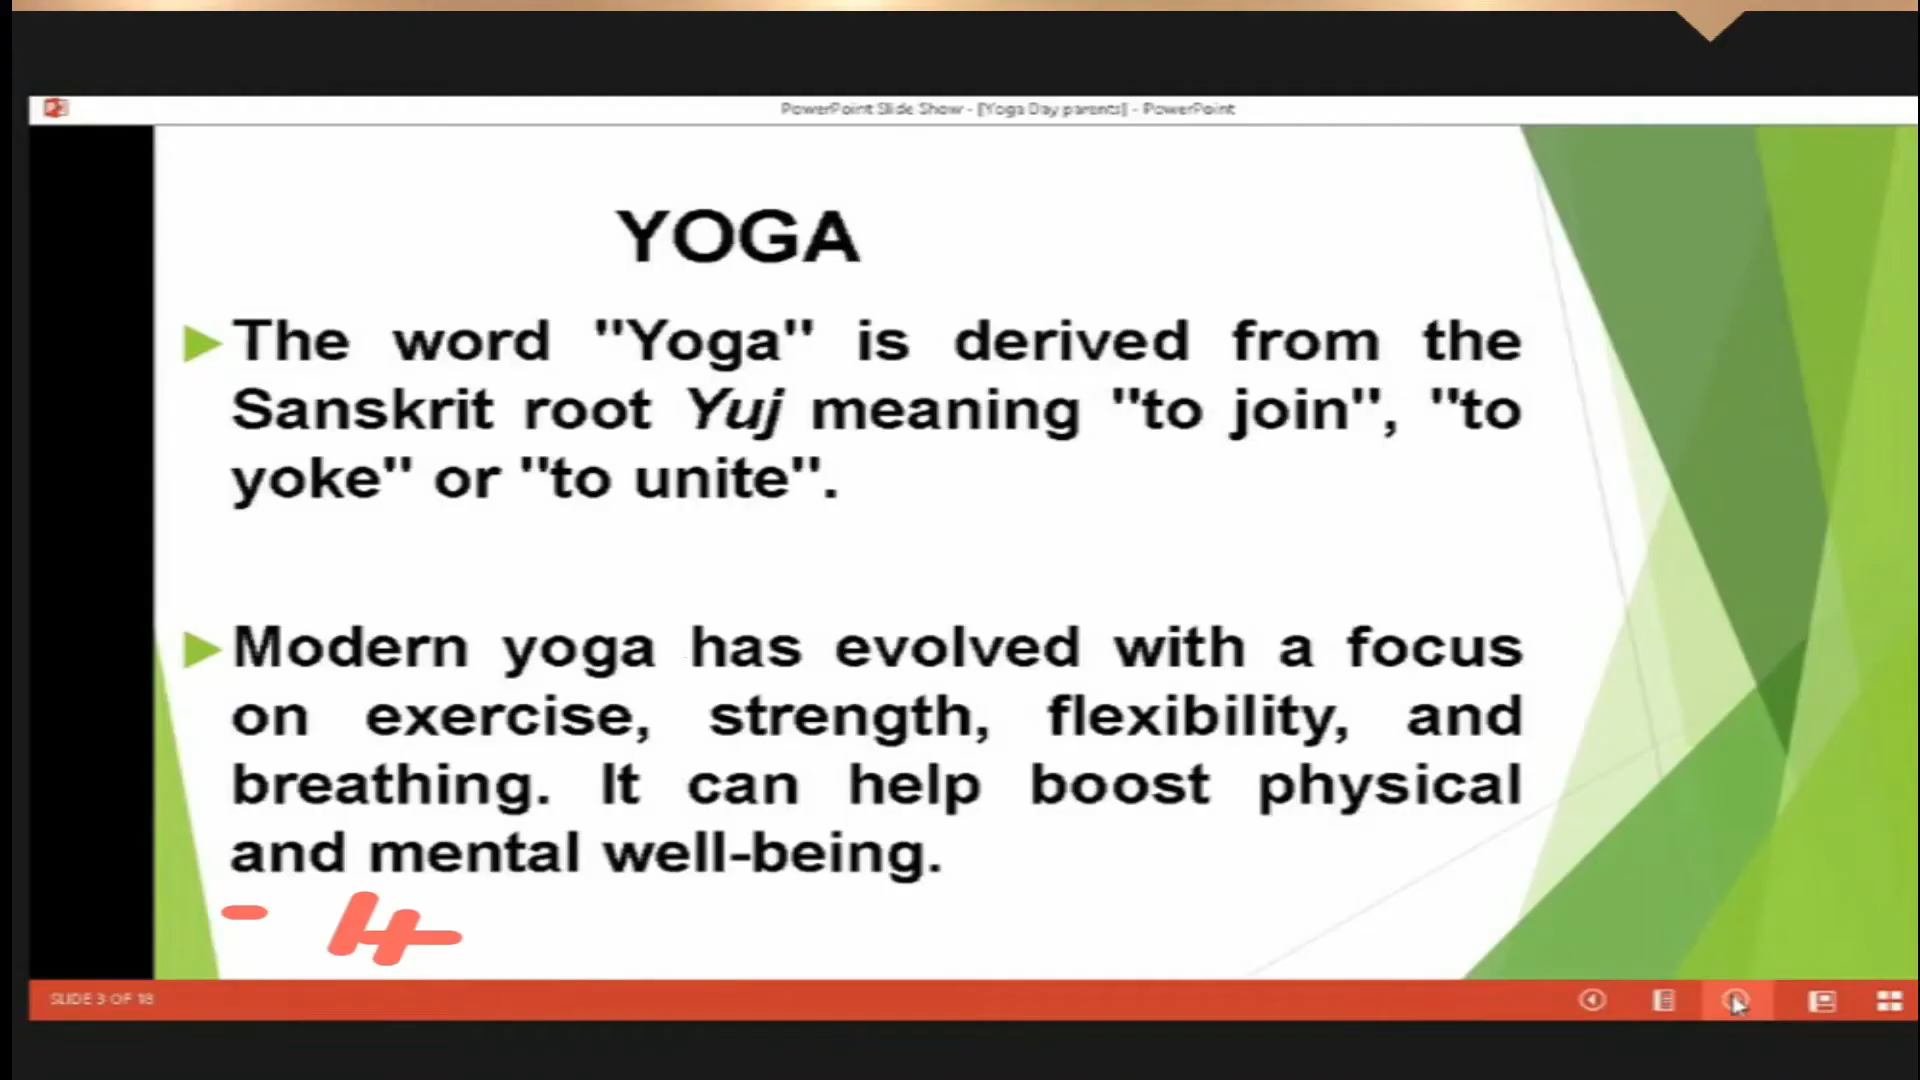 PowerPoint Slide Show - [Yoga Day parents] - PowerPoint
YOGA
The word "Yoga" is derived from the
Sanskrit root Yuj meaning "to join", "to
yoke" or "to unite".
Modern yoga has evolved with a focus
on exercise, strength, flexibility, and
breathing. It can help boost physical
and mental well-being.
- 4
SLIDE 3 OF 18